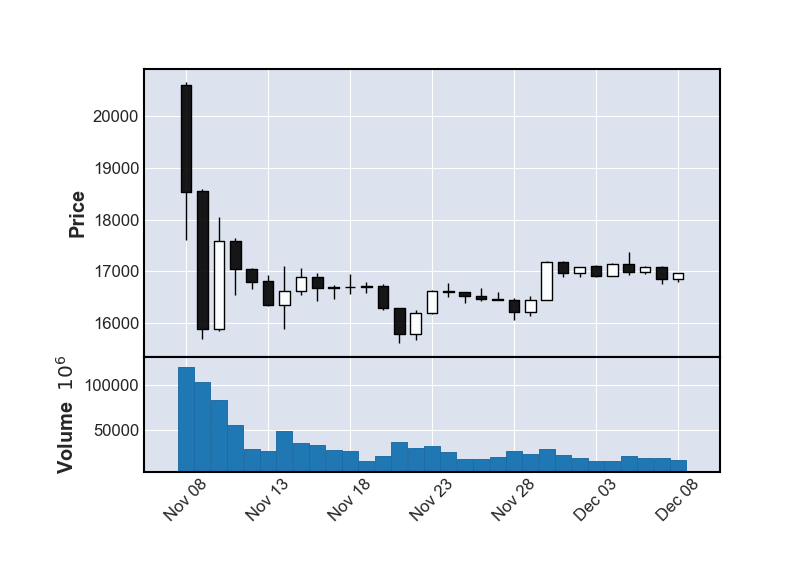 Price
20000
19000
18000
17000
16000
Volume 10^6
100000
50000
Nov 08
Nov 13
Nov 18
Nov 23
Nov 28
Dec 03
Dec 08